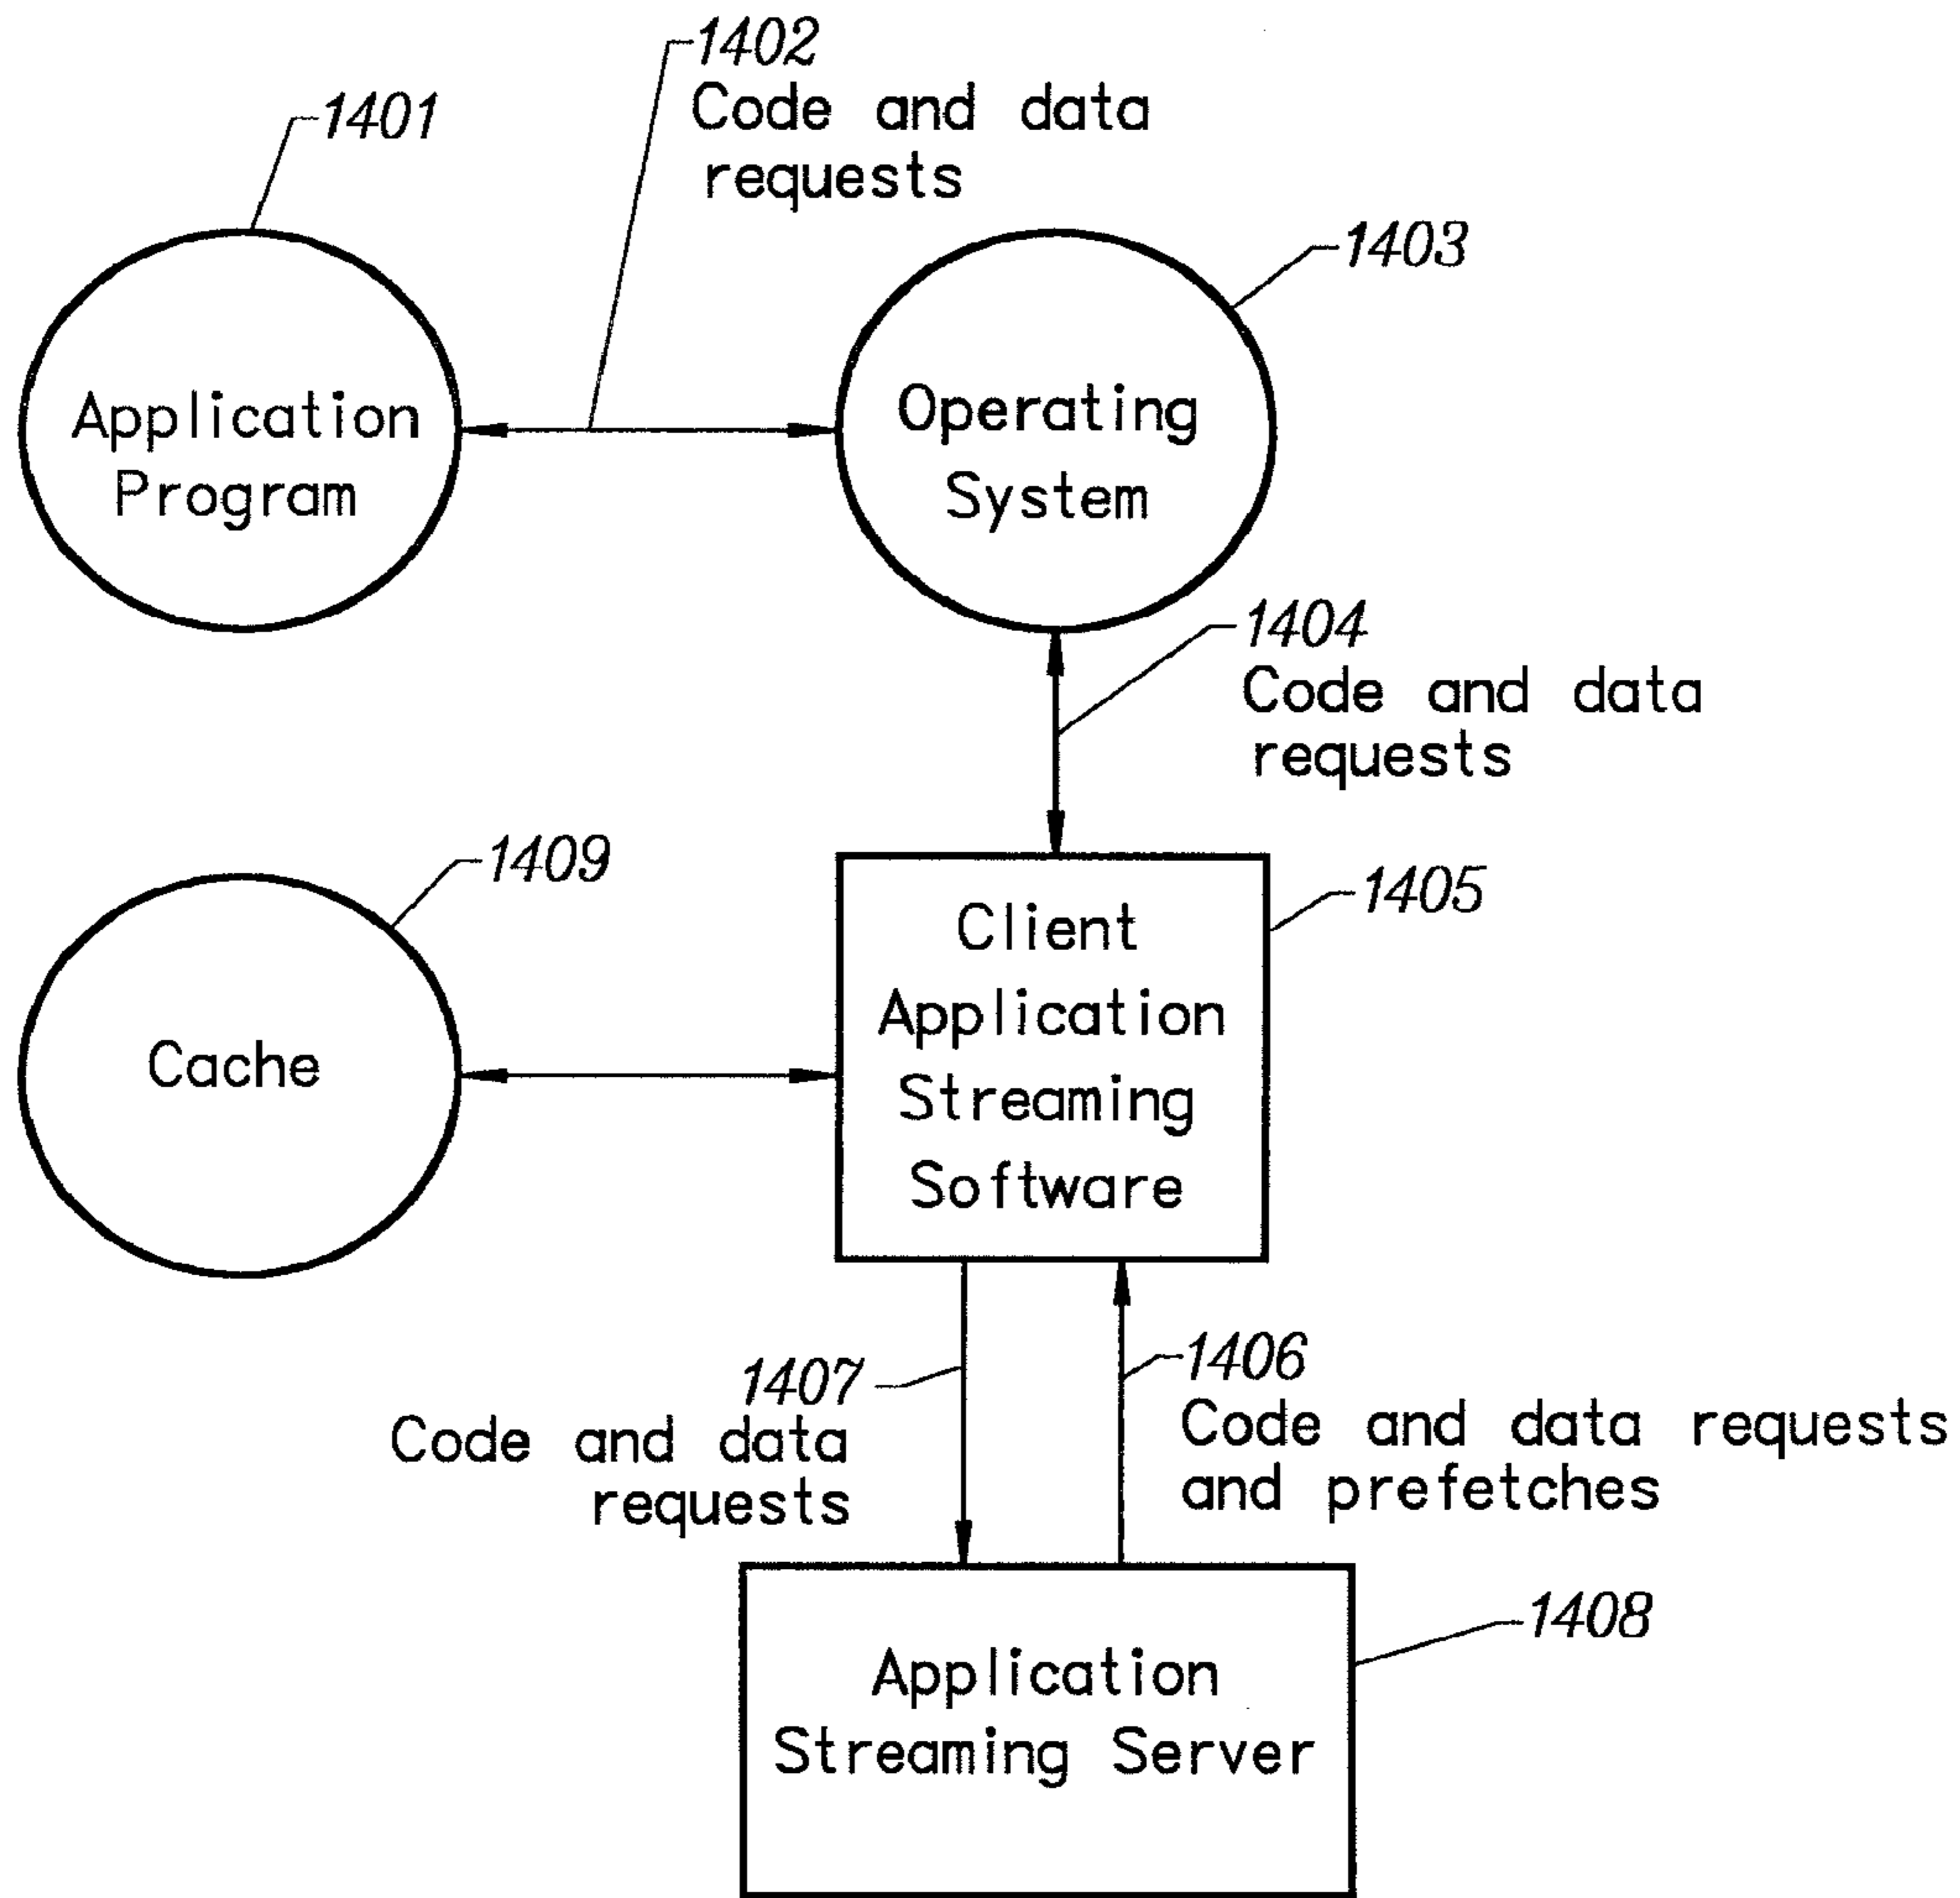 1402
Code and data
requests
1401
1403
Application
Program
Operating
System
1404
Code and data
requests
1409
1405
Cache
Client
Application
Streaming
Software
1407
Code and data
requests
1406
Code and data requests
and prefetches
1408
Application
Streaming Server